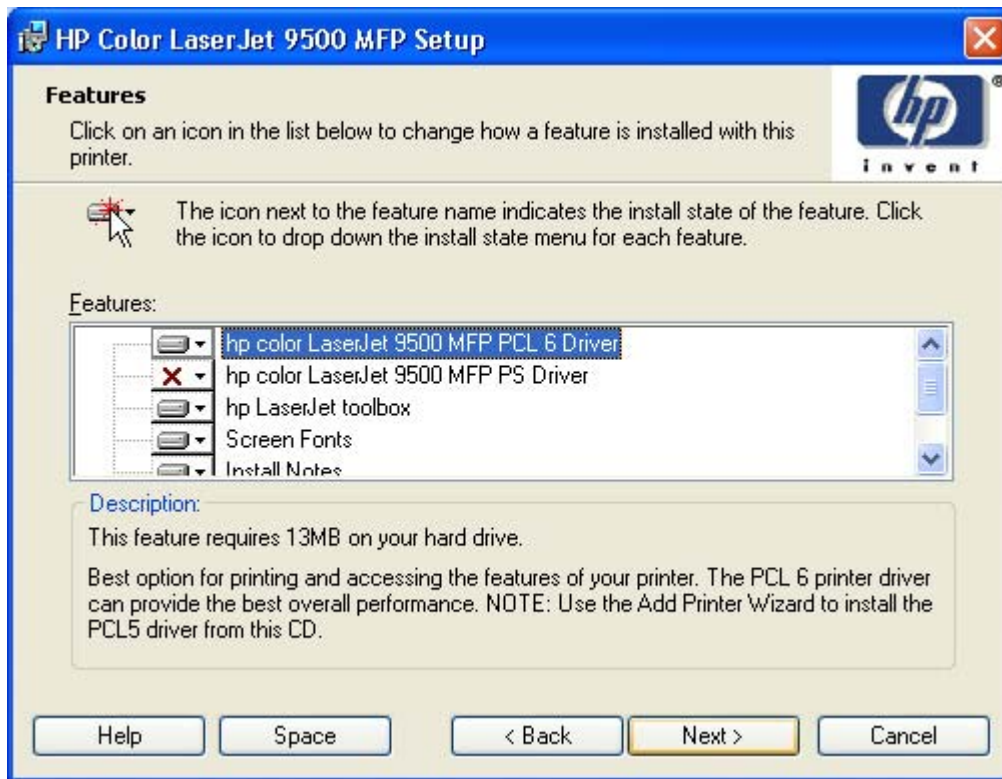 HP Color LaserJet 9500 MFP Setup
Features
Click on an icon in the list below to change how a feature is installed with this
printer.
hp
®
invent
The icon next to the feature name indicates the install state of the feature. Click
the icon to drop down the install state menu for each feature.
Features:
hp color LaserJet 9500 MFP PCL 6 Driver
hp color LaserJet 9500 MFP PS Driver
hp LaserJet toolbox
Screen Fonts
Install Notes
Description:
This feature requires 13MB on your hard drive.
Best option for printing and accessing the features of your printer. The PCL 6 printer driver
can provide the best overall performance. NOTE: Use the Add Printer Wizard to install the
PCL5 driver from this CD.
Help
Space
< Back
Next >
Cancel